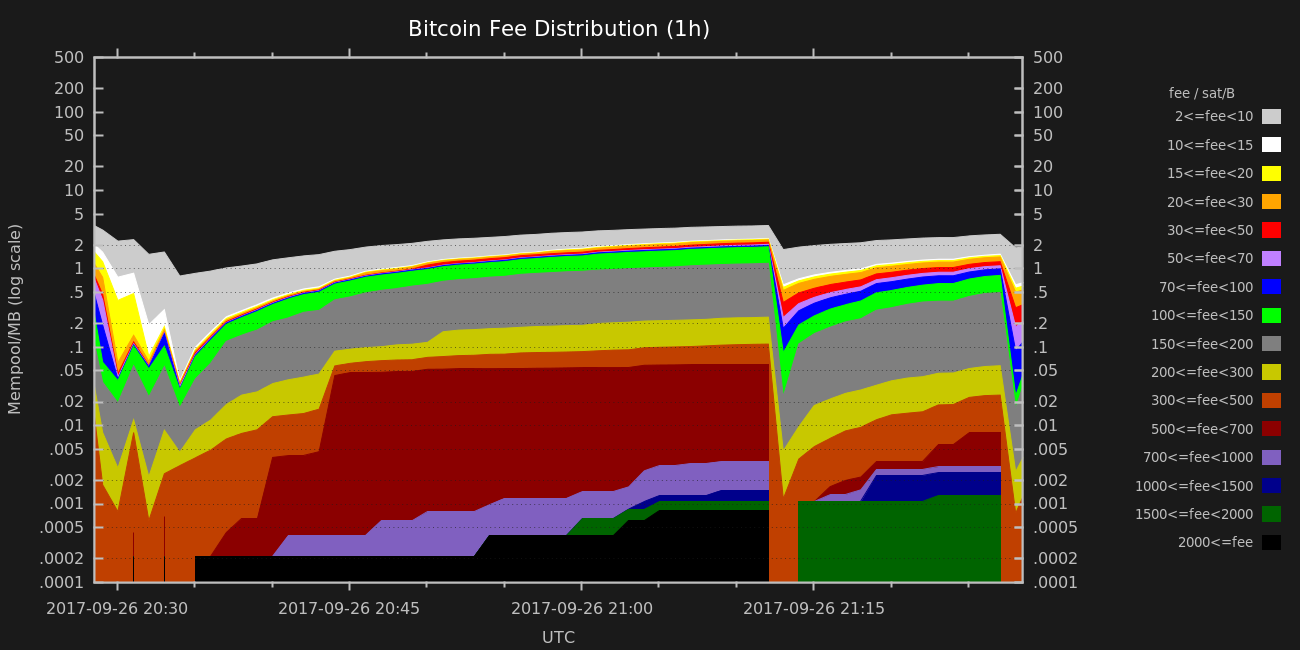 Bitcoin Fee Distribution (1h)
Mempool/MB (log scale)
500
200
100
50
20
10
5
2
1
.5
.2
.1
.05
.02
.01
.005
.002
.001
.0005
.0002
.0001
500
200
100
50
20
10
5
2
1
.5
.2
.1
.05
.02
.01
.005
.002
.001
.0005
.0002
.0001
fee / sat/B
2<=fee<10
10<=fee<15
15<=fee<20
20<=fee<30
30<=fee<50
50<=fee<70
70<=fee<100
100<=fee<150
150<=fee<200
200<=fee<300
300<=fee<500
500<=fee<700
700<=fee<1000
1000<=fee<1500
1500<=fee<2000
2000<=fee
2017-09-26 20:30 2017-09-26 20:45 2017-09-26 21:00 2017-09-26 21:15
UTC